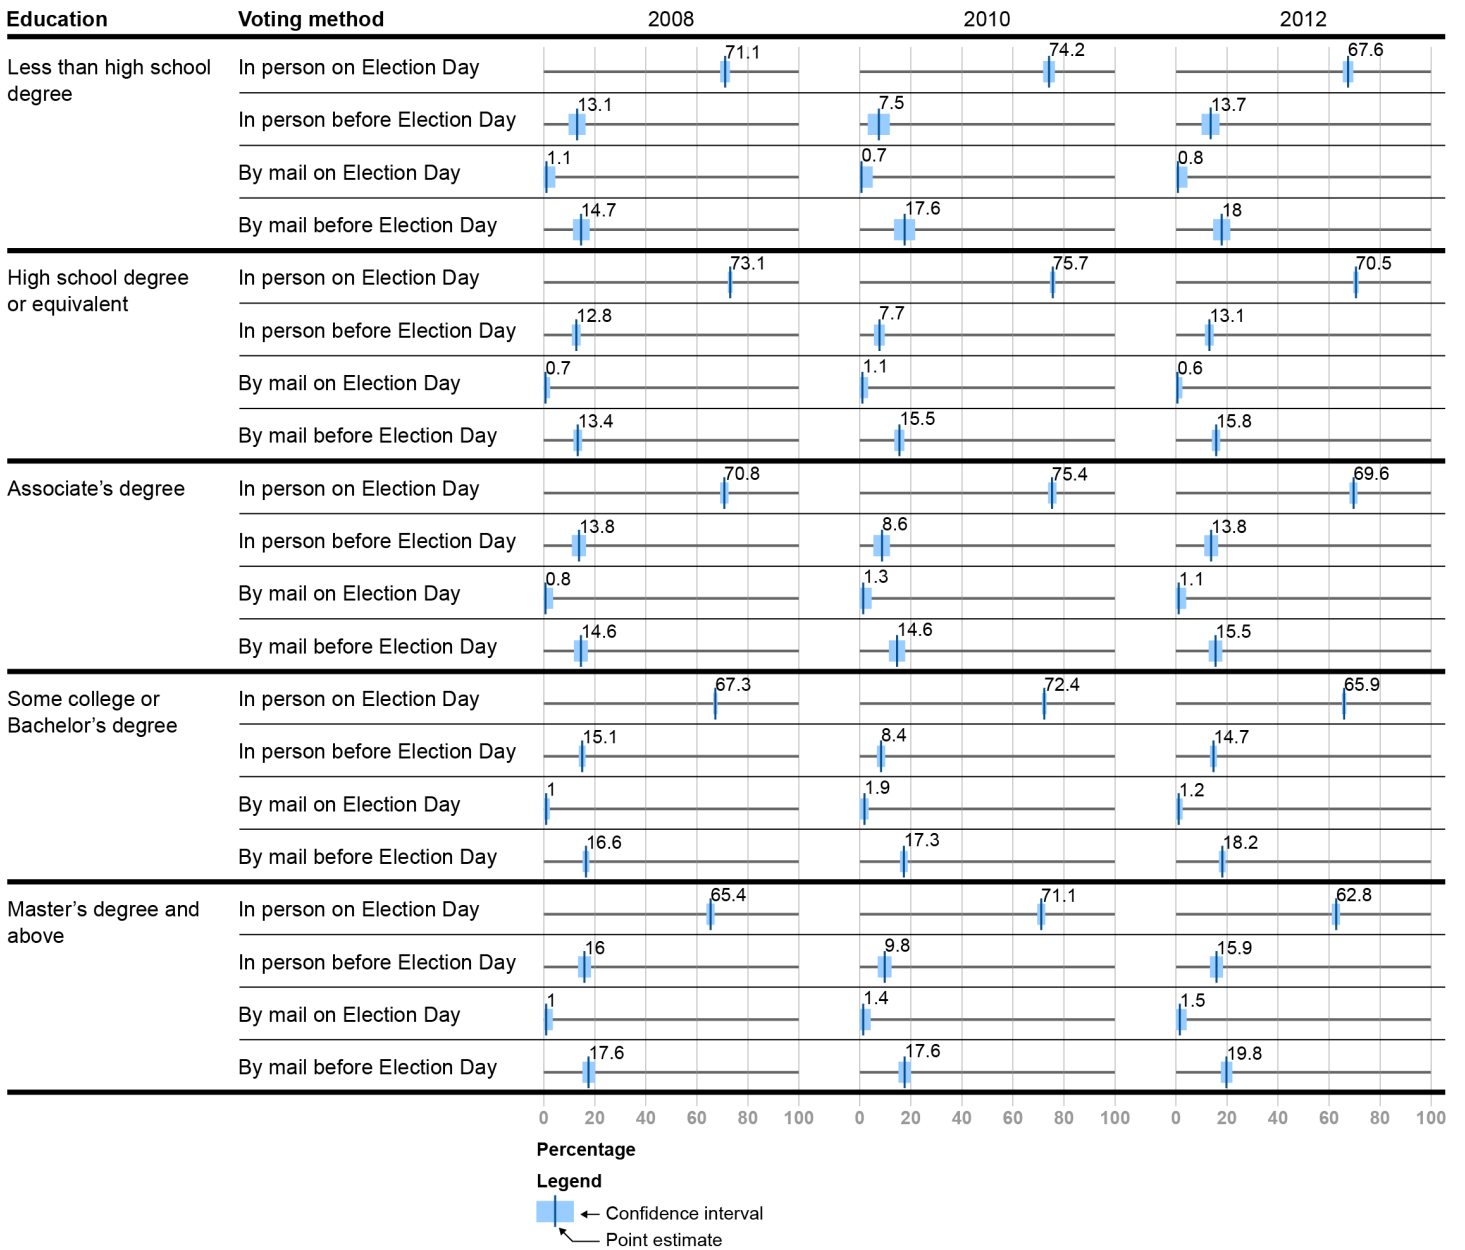 Education Voting method 2008 2010 2012
Less than high school
degree
In person on Election Day 71.1 74.2 67.6
In person before Election Day 13.1 7.5 13.7
By mail on Election Day 1.1 0.7 0.8
By mail before Election Day 14.7 17.6 18
High school degree
or equivalent
In person on Election Day 73.1 75.7 70.5
In person before Election Day 12.8 7.7 13.1
By mail on Election Day 0.7 1.1 0.6
By mail before Election Day 13.4 15.5 15.8
Associate’s degree
In person on Election Day 70.8 75.4 69.6
In person before Election Day 13.8 8.6 13.8
By mail on Election Day 0.8 1.3 1.1
By mail before Election Day 14.6 14.6 15.5
Some college or
Bachelor’s degree
In person on Election Day 67.3 72.4 65.9
In person before Election Day 15.1 8.4 14.7
By mail on Election Day 1 1.9 1.2
By mail before Election Day 16.6 17.3 18.2
Master’s degree and
above
In person on Election Day 65.4 71.1 62.8
In person before Election Day 16 9.8 15.9
By mail on Election Day 1 1.4 1.5
By mail before Election Day 17.6 17.6 19.8
0 20 40 60 80 100 0 20 40 60 80 100 0 20 40 60 80 100
Percentage
Legend
Confidence interval
Point estimate